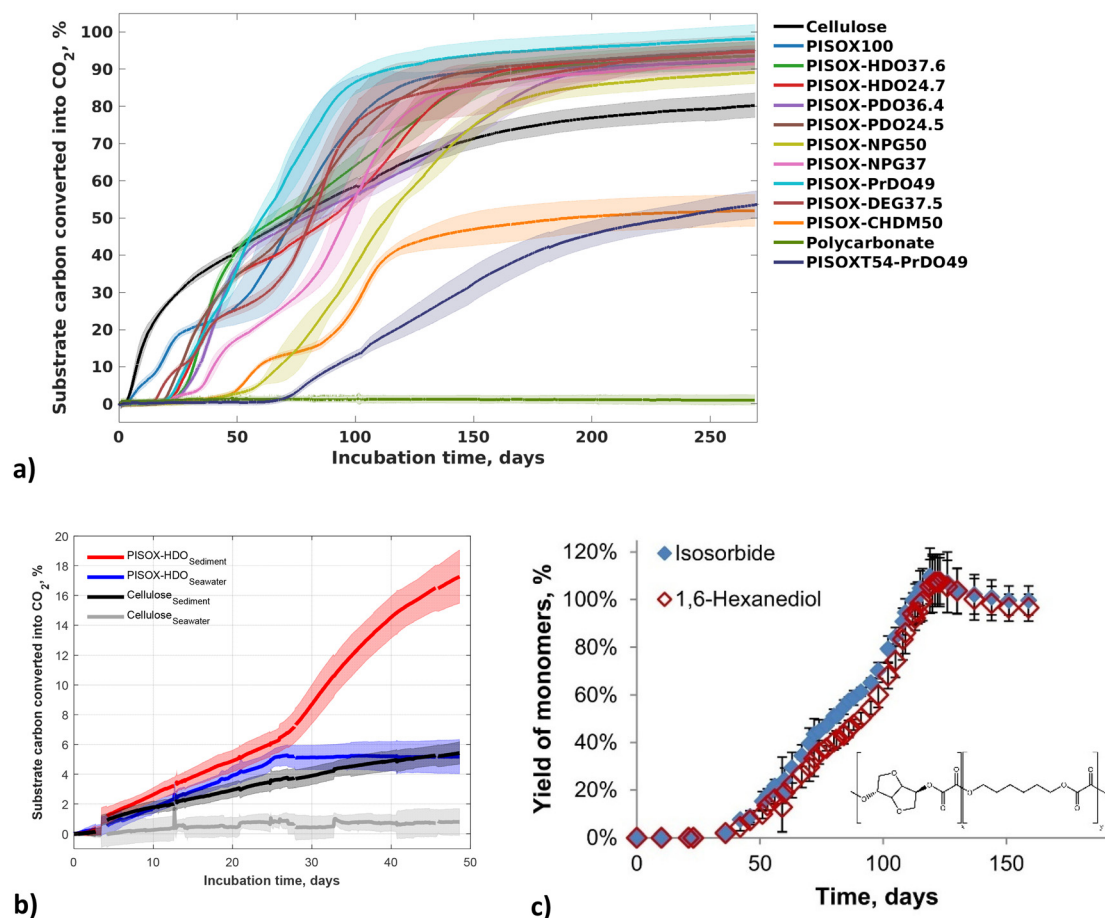 Substrate carbon converted into CO2, %
100
90
80
70
60
50
40
30
20
10
0
0
50
100
150
200
250
Incubation time, days
Cellulose
PISOX100
PISOX-HDO37.6
PISOX-HDO24.7
PISOX-PDO36.4
PISOX-PDO24.5
PISOX-NPG50
PISOX-NPG37
PISOX-PrDO49
PISOX-DEG37.5
PISOX-CHDM50
Polycarbonate
PISOXT54-PrDO49
a)
Substrate carbon converted into CO2, %
20
18
16
14
12
10
8
6
4
2
0
0
10
20
30
40
50
Incubation time, days
PISOX-HDOSediment
PISOX-HDOSeawater
CelluloseSediment
CelluloseSeawater
b)
Yield of monomers, %
120%
100%
80%
60%
40%
20%
0%
0
50
100
150
Time, days
Isosorbide
1,6-Hexanediol
c)